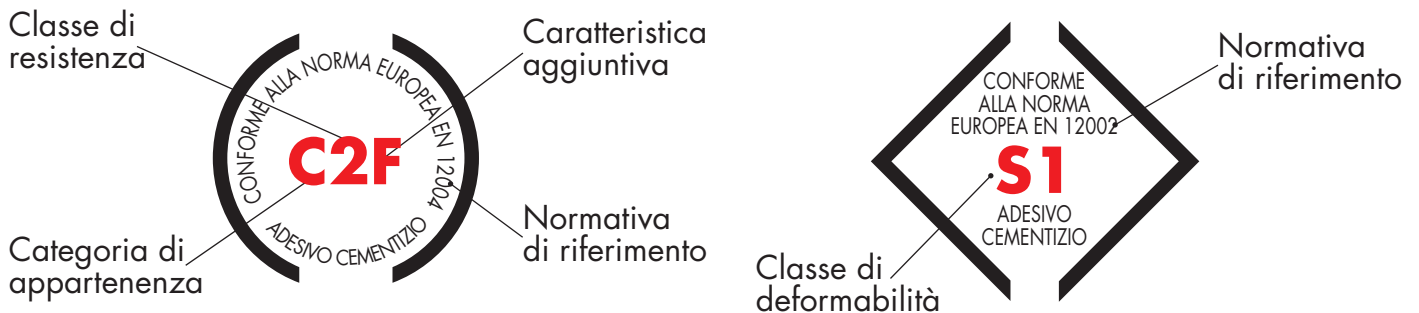 Classe di
resistenza
Caratteristica
aggiuntiva
CONFORME ALLA NORMA EUROPEA EN 12004
C2F
ADESIVO CEMENTIZIO
Categoria di
appartenenza
Normativa
di riferimento
Normativa
di riferimento
CONFORME
ALLA NORMA
EUROPEA EN 12002
S1
ADESIVO
CEMENTIZIO
Classe di
deformabilità